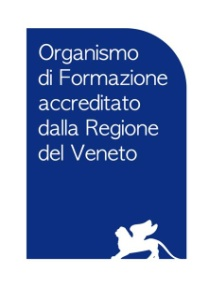 Organismo
di Formazione
accreditato
dalla Regione
del Veneto